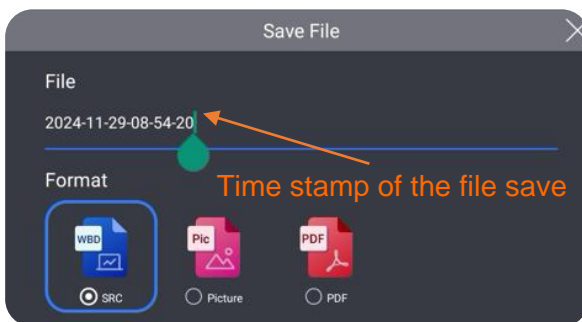 Save File
File
2024-11-29-08-54-20
Time stamp of the file save
Format
WBD
Pic
PDF
SRC
Picture
PDF